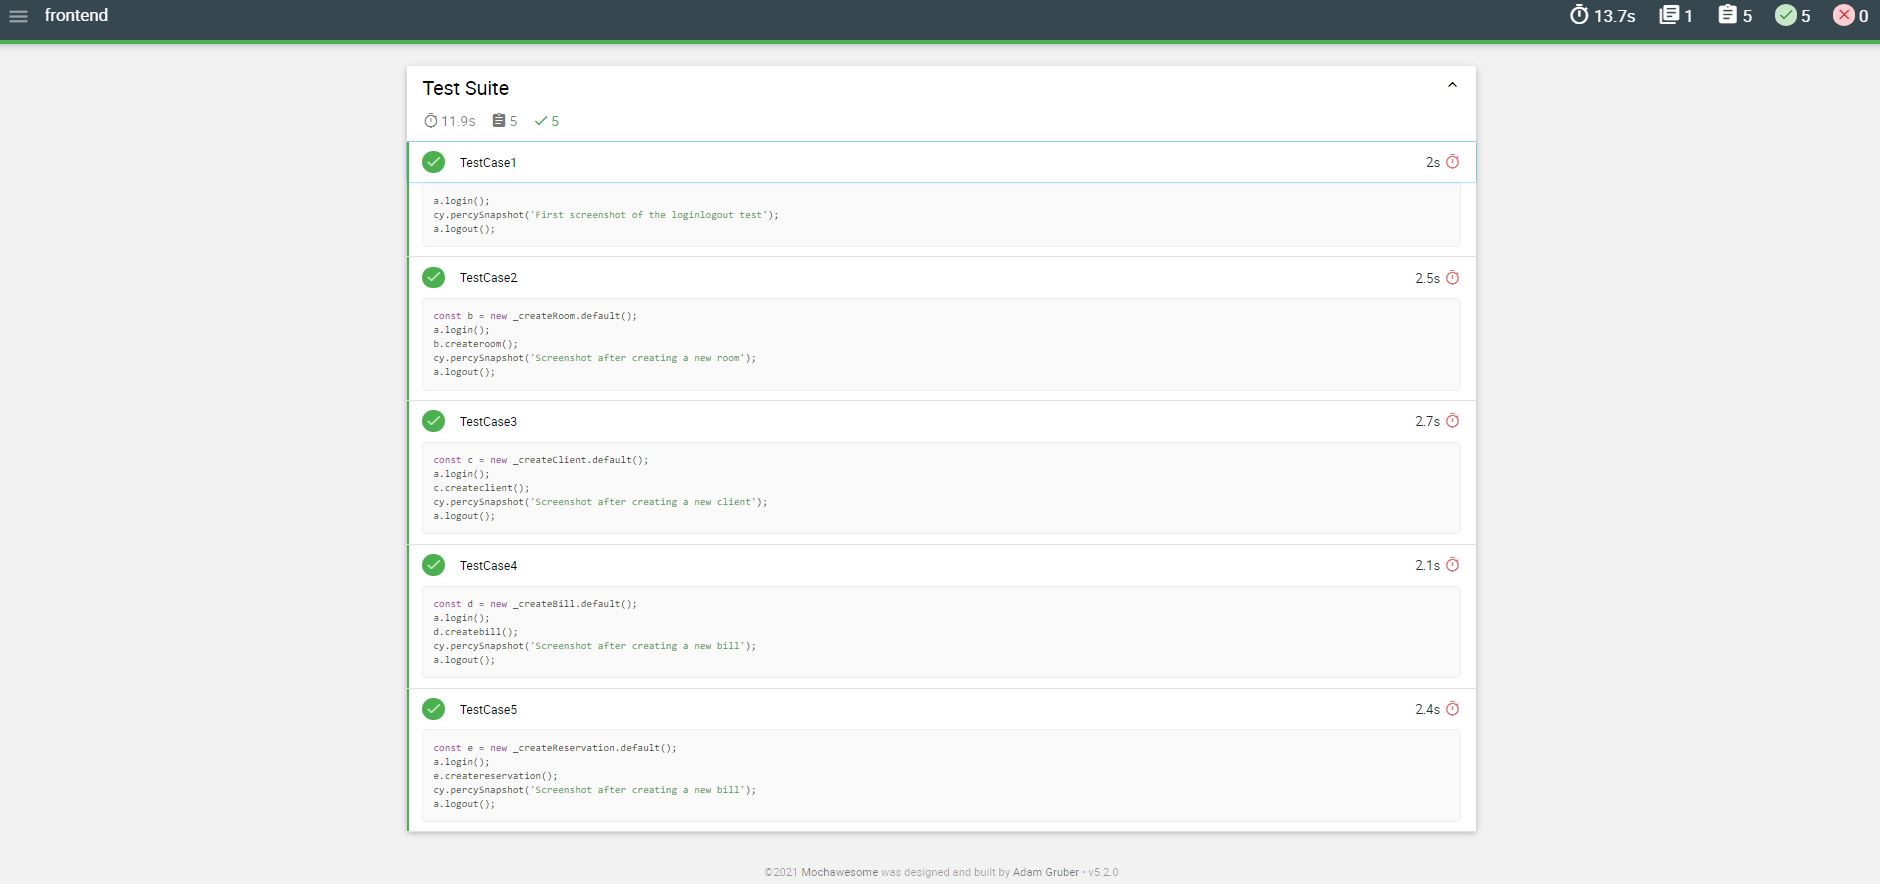 frontend
13.7s 1 5 5 0
Test Suite
11.9s 5 5
TestCase1 2s
a.login();
cy.percySnapshot('First screenshot of the loginlogout test');
a.logout();
TestCase2 2.5s
const b = new _createRoom.default();
a.login();
b.createroom();
cy.percySnapshot('Screenshot after creating a new room');
a.logout();
TestCase3 2.7s
const c = new _createClient.default();
a.login();
c.createclient();
cy.percySnapshot('Screenshot after creating a new client');
a.logout();
TestCase4 2.1s
const d = new _createBill.default();
a.login();
d.createbill();
cy.percySnapshot('Screenshot after creating a new bill');
a.logout();
TestCase5 2.4s
const e = new _createReservation.default();
a.login();
e.createreservation();
cy.percySnapshot('Screenshot after creating a new bill');
a.logout();
©2021 Mochawesome was designed and built by Adam Gruber • v5.2.0